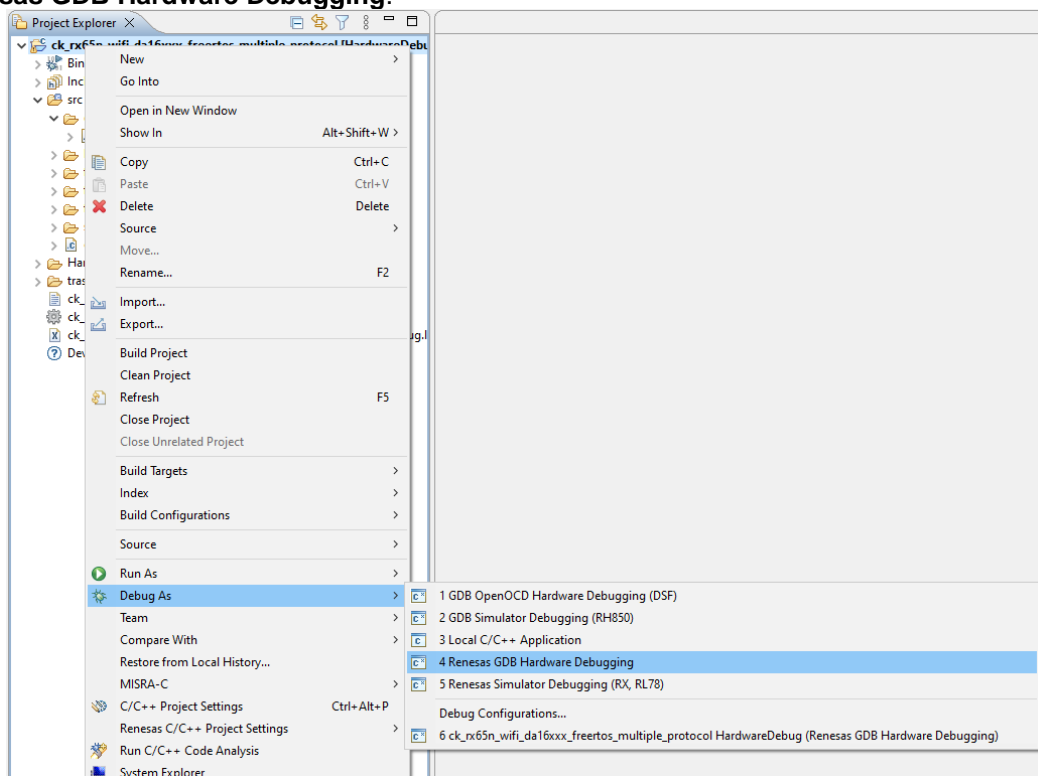 sas GDB Hardware Debugging.
Project Explorer
ck_rx65n_wifi_da16xxx_freertos_multiple_protocol [HardwareDebu
Bin
Inc
src
Har
tras
ck_
ck_
ck_ ug.l
Dev
New
Go Into
Open in New Window
Show In Alt+Shift+W >
Copy Ctrl+C
Paste Ctrl+V
Delete Delete
Source
Move...
Rename... F2
Import...
Export...
Build Project
Clean Project
Refresh F5
Close Project
Close Unrelated Project
Build Targets
Index
Build Configurations
Source
Run As
Debug As
Team
Compare With
Restore from Local History...
MISRA-C
C/C++ Project Settings Ctrl+Alt+P
Renesas C/C++ Project Settings
Run C/C++ Code Analysis
System Explorer
1 GDB OpenOCD Hardware Debugging (DSF)
2 GDB Simulator Debugging (RH850)
3 Local C/C++ Application
4 Renesas GDB Hardware Debugging
5 Renesas Simulator Debugging (RX, RL78)
Debug Configurations...
6 ck_rx65n_wifi_da16xxx_freertos_multiple_protocol HardwareDebug (Renesas GDB Hardware Debugging)